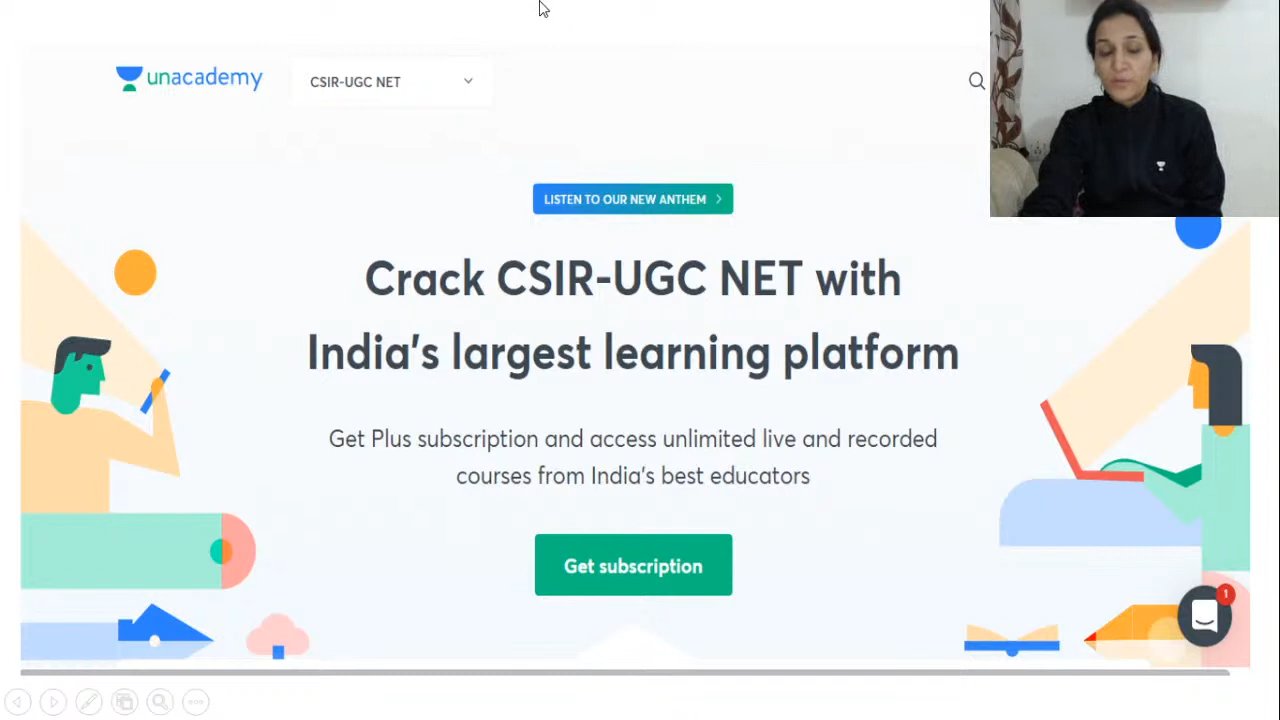 unacademy
CSIR-UGC NET
LISTEN TO OUR NEW ANTHEM
Crack CSIR-UGC NET with
India's largest learning platform
Get Plus subscription and access unlimited live and recorded
courses from India's best educators
Get subscription
1